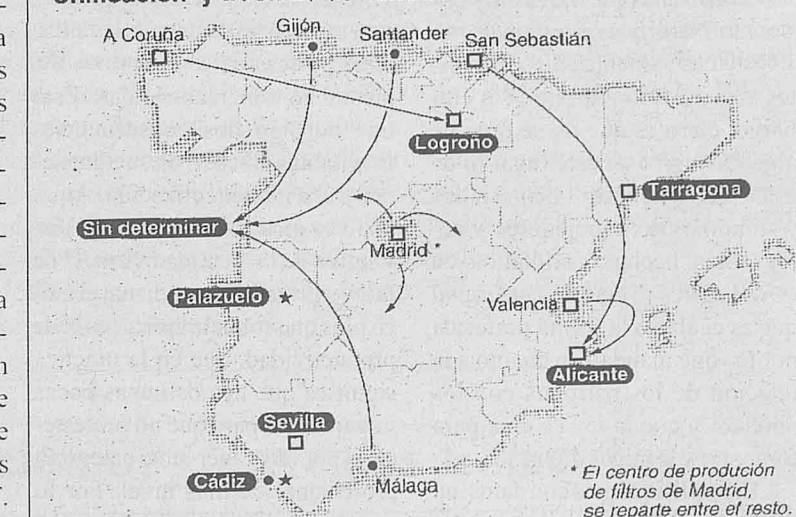 A Coruña
Gijón
Santander
San Sebastián
Logroño
Tarragona
Sin determinar
Madrid *
Palazuelo
Valencia
Alicante
Sevilla
Cádiz
Málaga
* El centro de produción
de filtros de Madrid,
se reparte entre el resto.